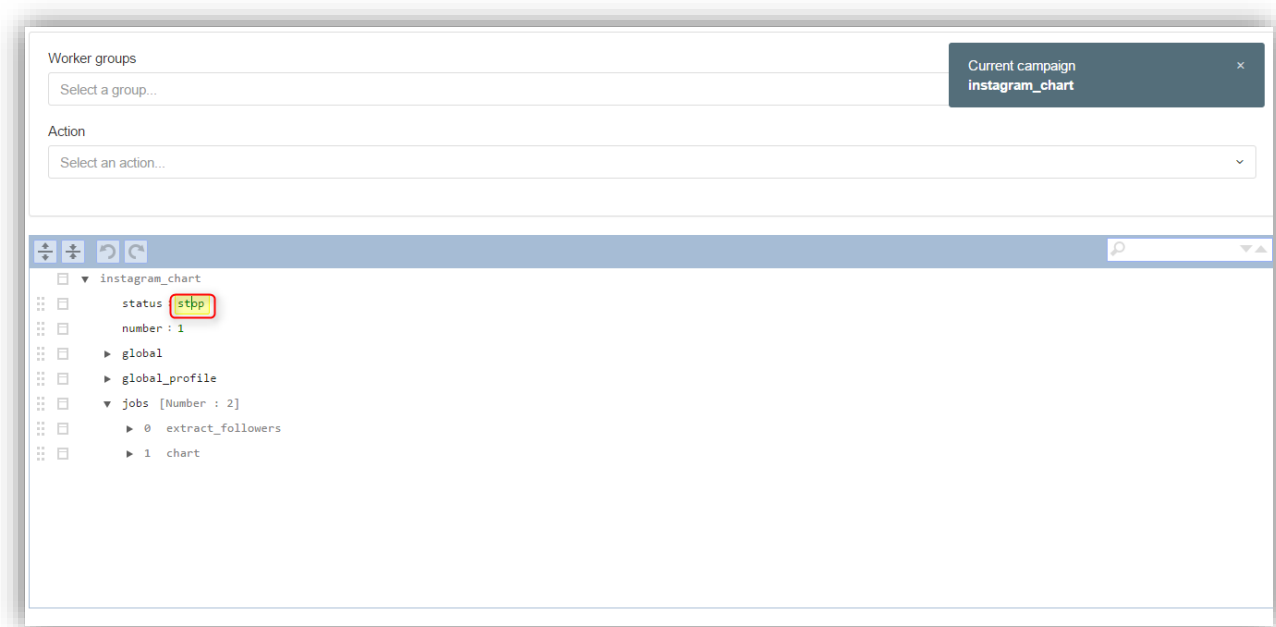 Worker groups
Select a group...
Current campaign
instagram_chart
Action
Select an action...
instagram_chart
status : stop
number : 1
global
global_profile
jobs [Number : 2]
0 extract_followers
1 chart